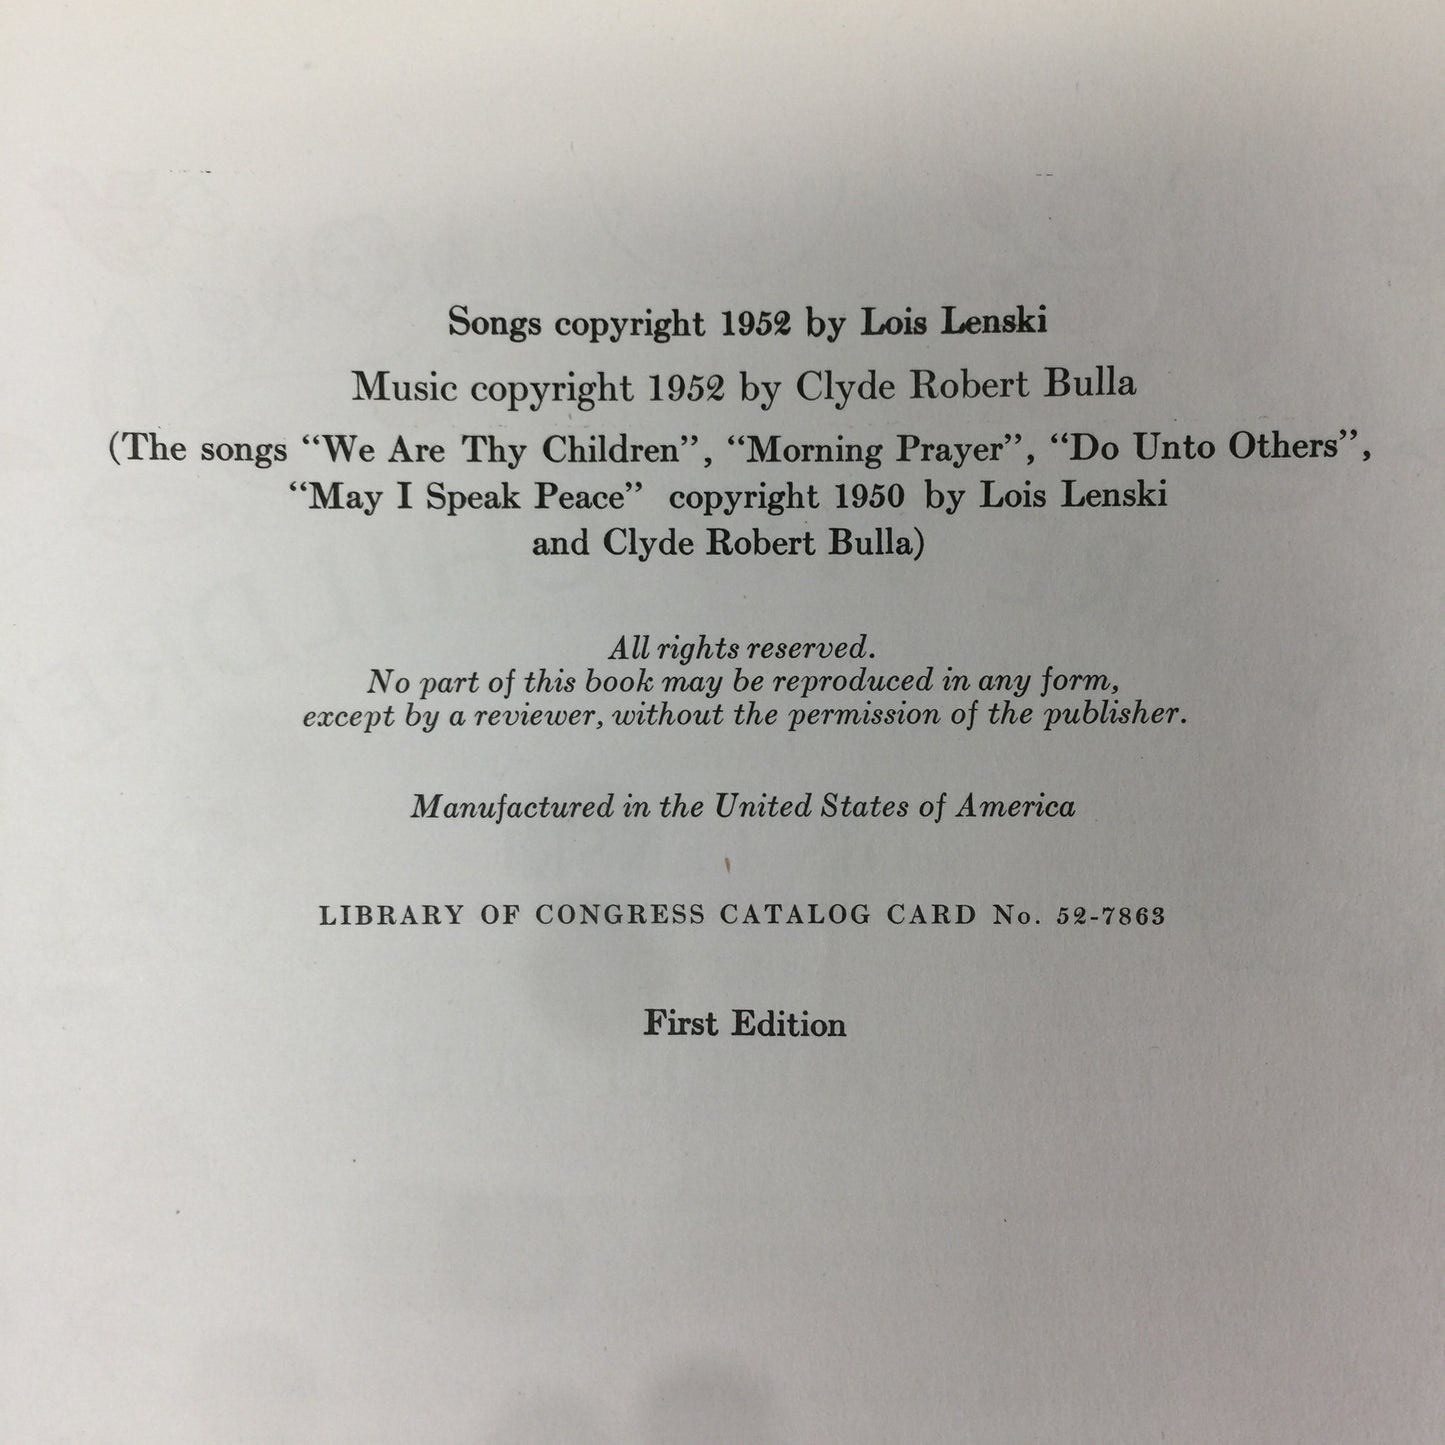 Songs copyright 1952 by Lois Lenski
Music copyright 1952 by Clyde Robert Bulla
(The songs “We Are Thy Children”, “Morning Prayer”, “Do Unto Others”,
“May I Speak Peace” copyright 1950 by Lois Lenski
and Clyde Robert Bulla)
All rights reserved.
No part of this book may be reproduced in any form,
except by a reviewer, without the permission of the publisher.
Manufactured in the United States of America
LIBRARY OF CONGRESS CATALOG CARD No. 52-7863
First Edition